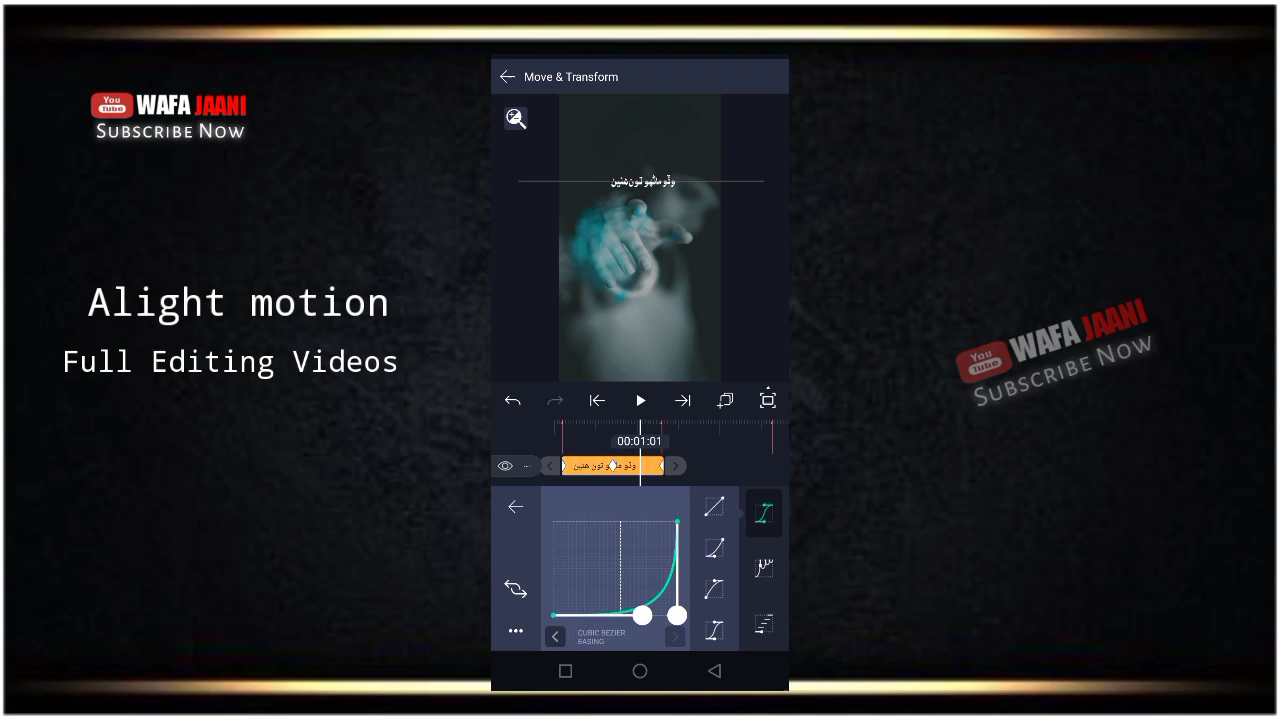 You Tube WAFA JAANI
SUBSCRIBE NOW
Move & Transform
Alight motion
Full Editing Videos
You Tube WAFA JAANI
SUBSCRIBE NOW
00:01:01
CUBIC BEZIER
EASING